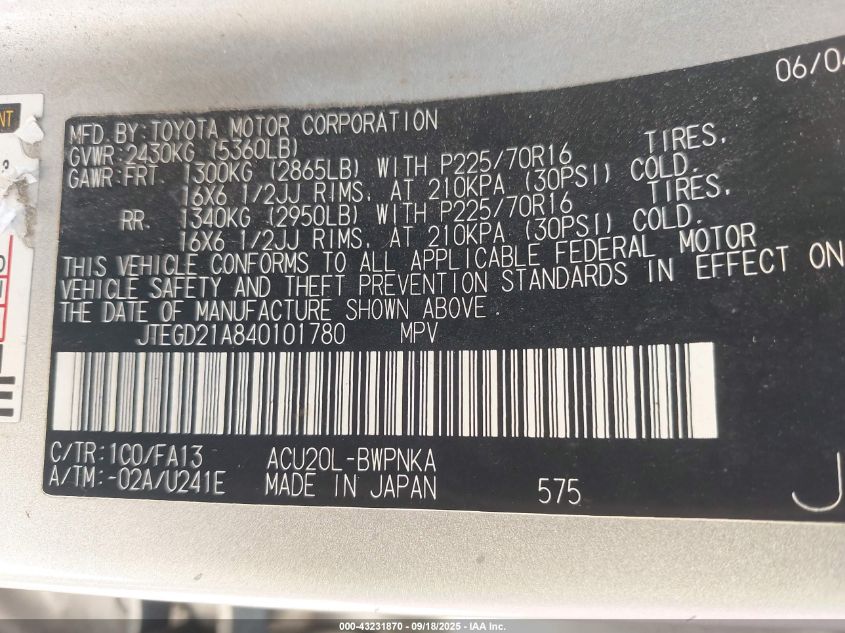 06/04
NT
MFD. BY: TOYOTA MOTOR CORPORATION
GVWR: 2430KG (5360LB)
GAWR: FRT 1300KG (2865LB) WITH P225/70R16 TIRES,
16X6 1/2JJ RIMS, AT 210KPA (30PSI) COLD.
RR. 1340KG (2950LB) WITH P225/70R16 TIRES,
16X6 1/2JJ RIMS, AT 210KPA (30PSI) COLD.
THIS VEHICLE CONFORMS TO ALL APPLICABLE FEDERAL MOTOR
VEHICLE SAFETY AND THEFT PREVENTION STANDARDS IN EFFECT ON
THE DATE OF MANUFACTURE SHOWN ABOVE.
JTEGD21A840101780 MPV
C/TR: 1C0/FA13 ACU20L-BWPNKA
A/TM: -02A/U241E MADE IN JAPAN 575
J
000-43231870 - 09/18/2025 - IAA Inc.